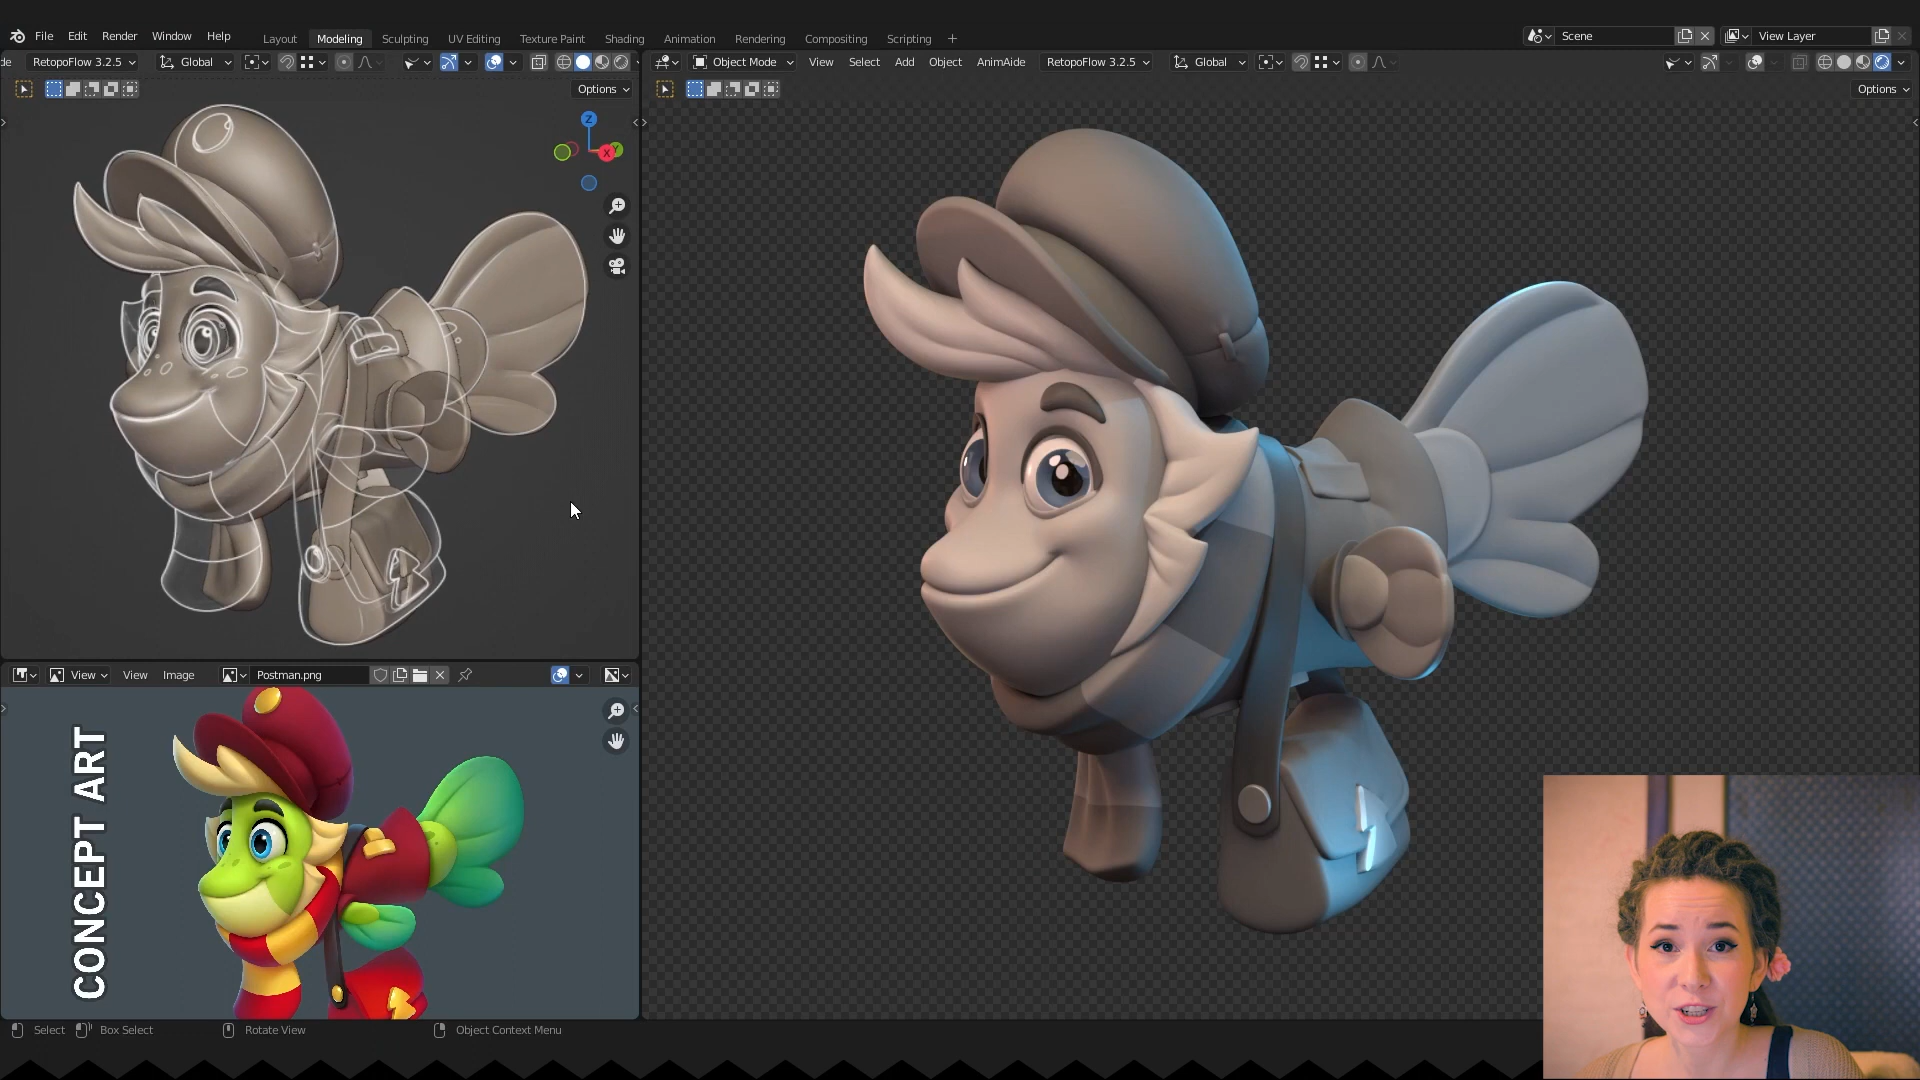 File Edit Render Window Help
Layout Modeling Sculpting UV Editing Texture Paint Shading Animation Rendering Compositing Scripting +
Scene
View Layer
de RetopoFlow 3.2.5 Global
Object Mode View Select Add Object AnimAide RetopoFlow 3.2.5 Global
Options
Options
Z
X
Y
View View Image Postman.png
CONCEPT ART
Select Box Select Rotate View Object Context Menu